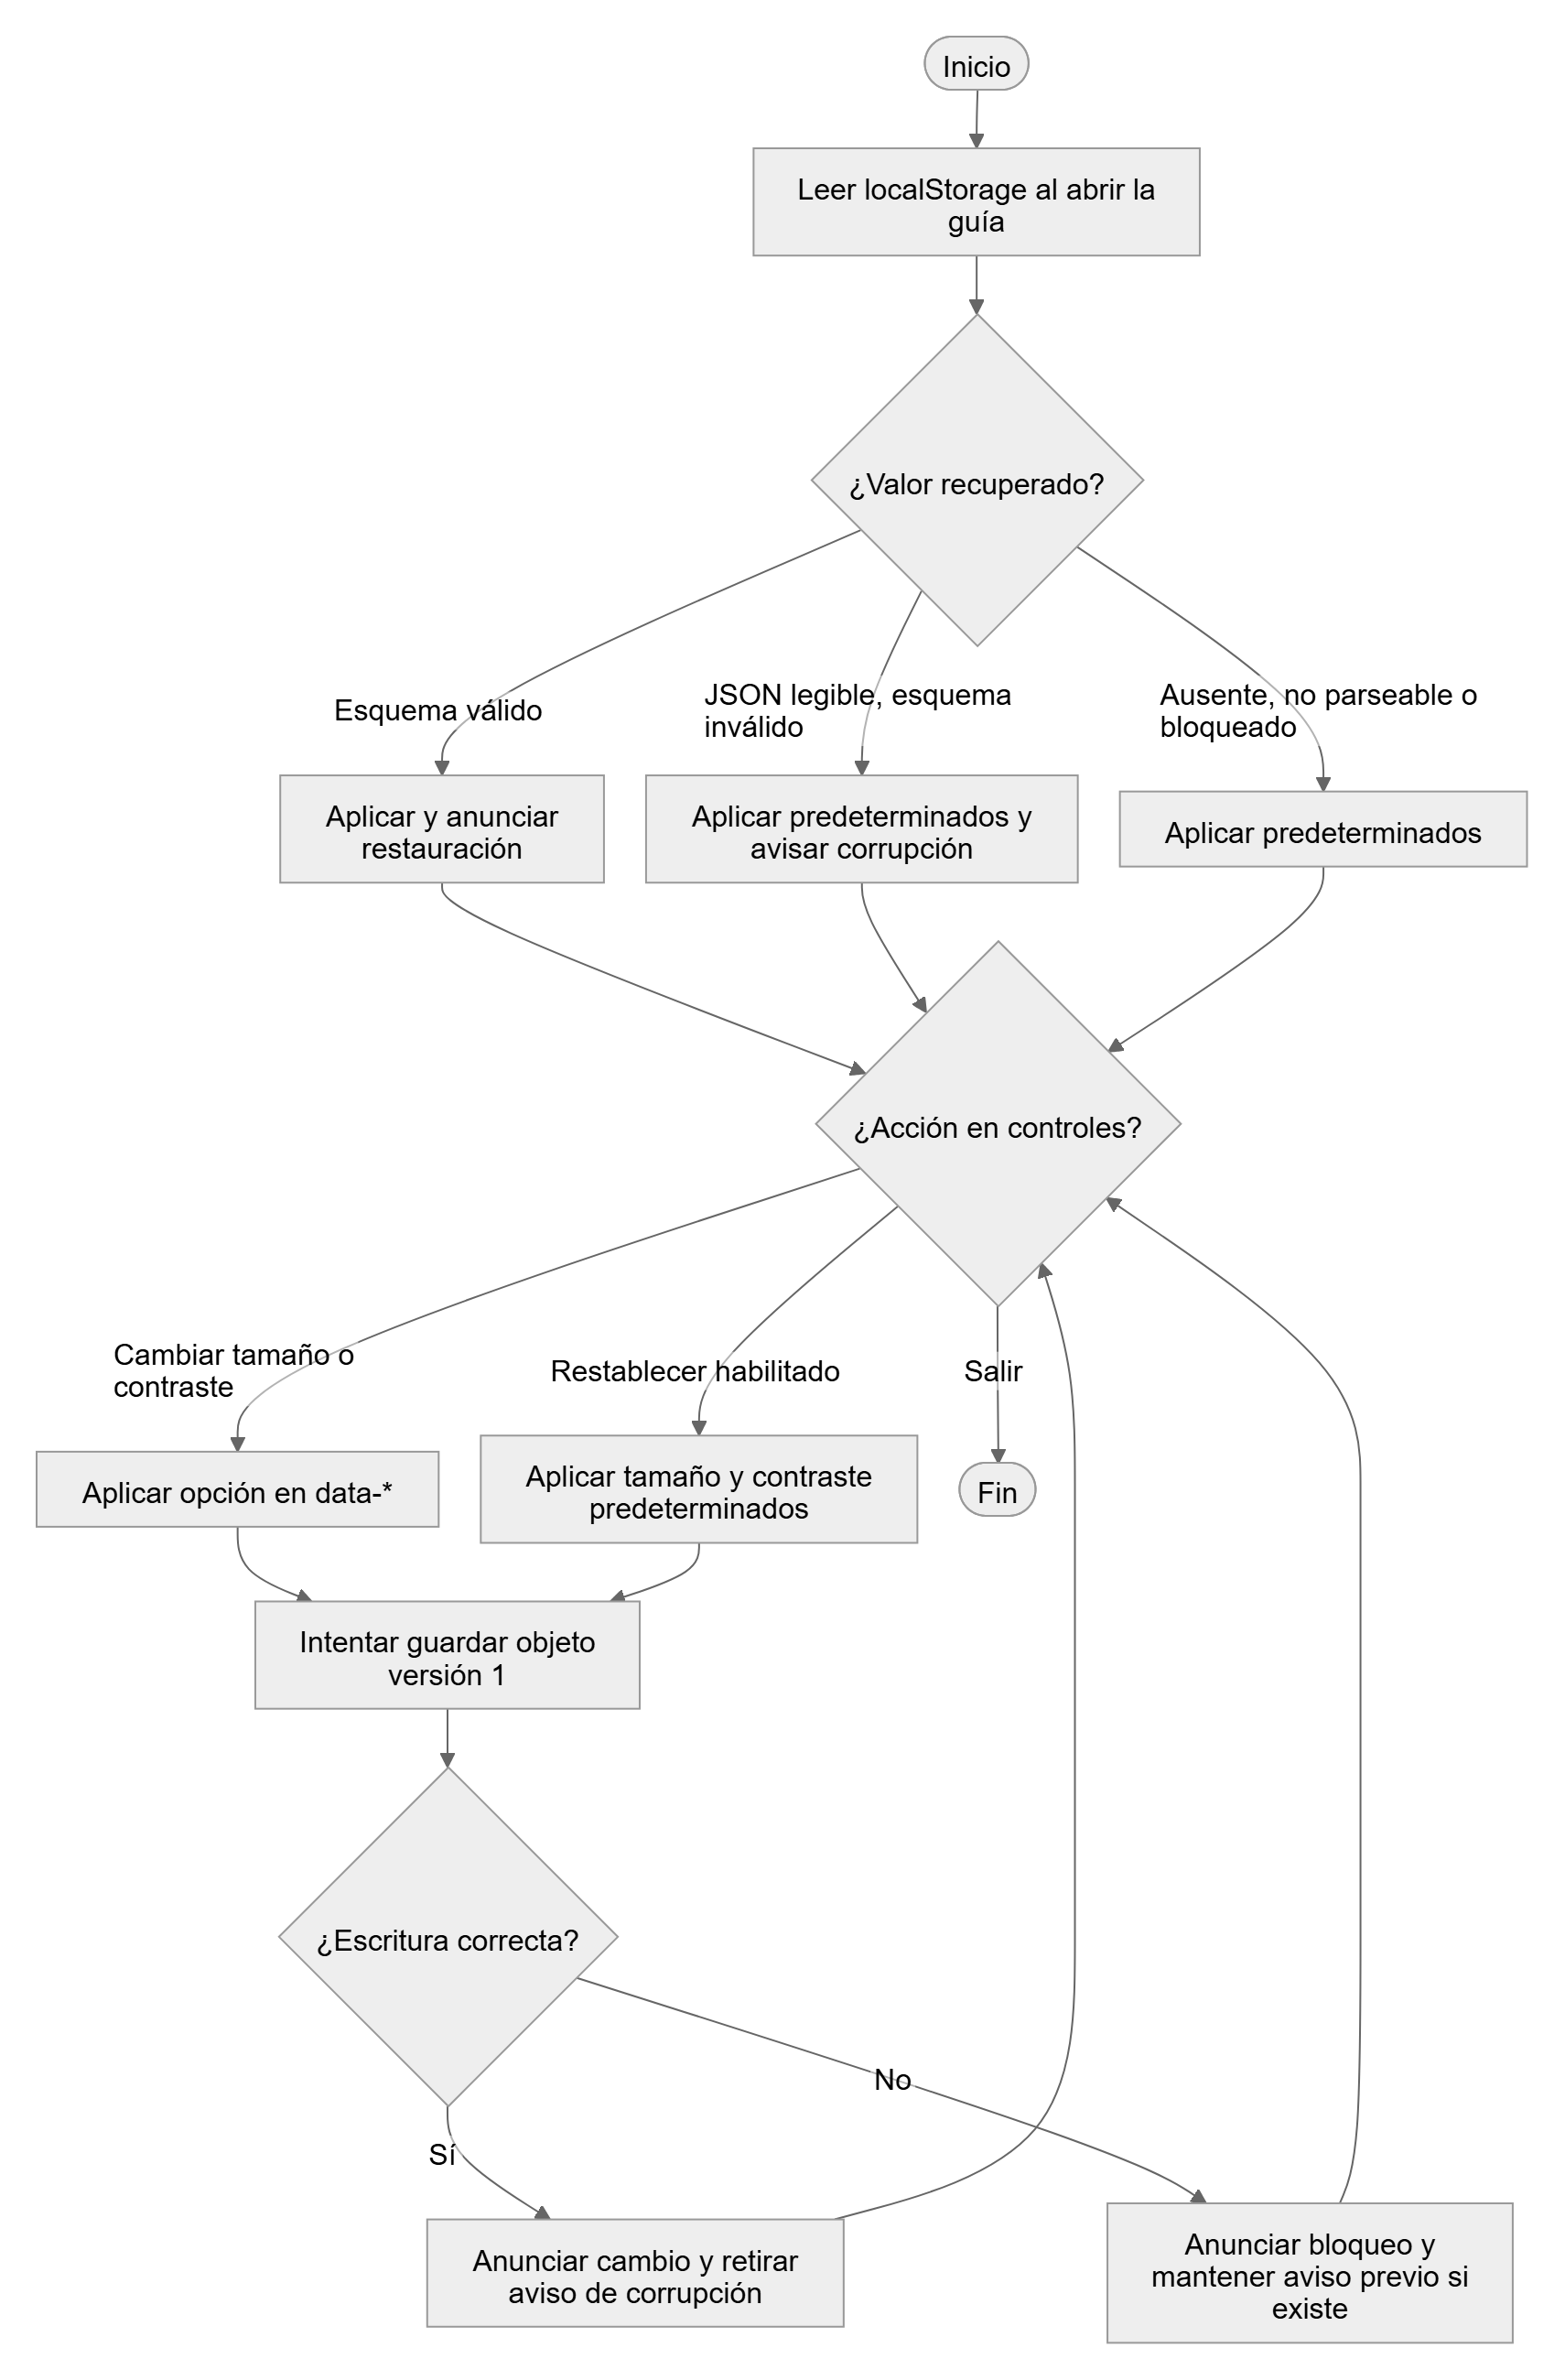 Inicio
Leer localStorage al abrir la
guía
¿Valor recuperado?
Esquema válido
JSON legible, esquema
inválido
Ausente, no parseable o
bloqueado
Aplicar y anunciar
restauración
Aplicar predeterminados y
avisar corrupción
Aplicar predeterminados
¿Acción en controles?
Cambiar tamaño o
contraste
Restablecer habilitado
Salir
Aplicar opción en data-*
Aplicar tamaño y contraste
predeterminados
Fin
Intentar guardar objeto
versión 1
¿Escritura correcta?
No
Sí
Anunciar cambio y retirar
aviso de corrupción
Anunciar bloqueo y
mantener aviso previo si
existe